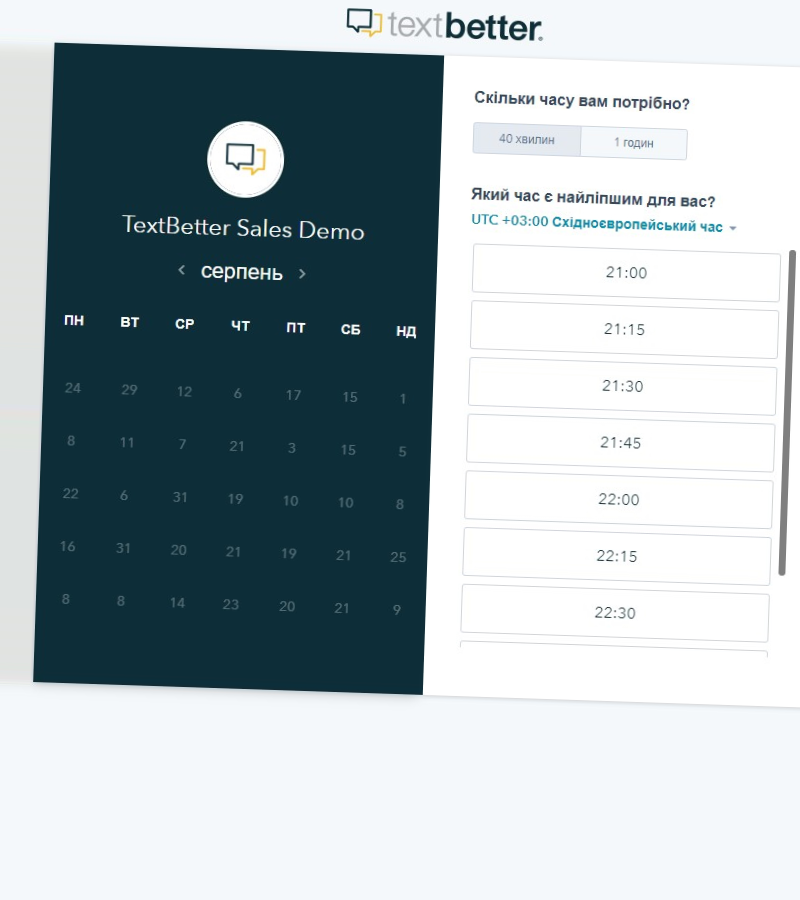 textbetter.
TextBetter Sales Demo
серпень
ПН ВТ СР ЧТ ПТ СБ НД
24 29 12 6 17 15 1
8 11 7 21 3 15 5
22 6 31 19 10 10 8
16 31 20 21 19 21 25
8 8 14 23 20 21 9
Скільки часу вам потрібно?
40 хвилин 1 годин
Який час є найліпшим для вас?
UTC +03:00 Східноєвропейський час
21:00
21:15
21:30
21:45
22:00
22:15
22:30